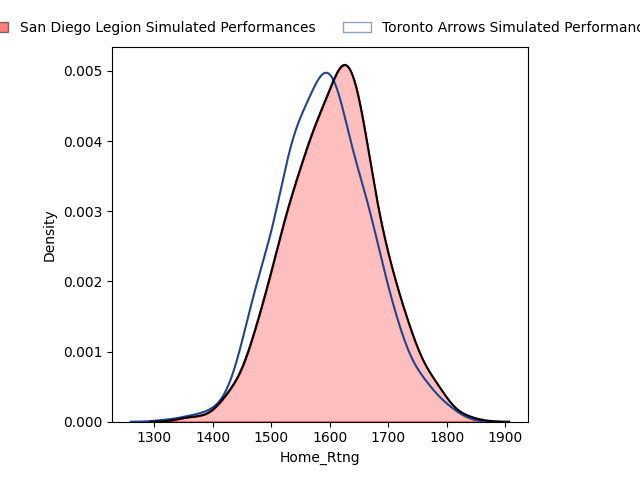 San Diego Legion Simulated Performances Toronto Arrows Simulated
0.005
0.004
0.003
0.002
0.001
0.000
Density
1300 1400 1500 1600 1700 1800 1900
Home_Rtng